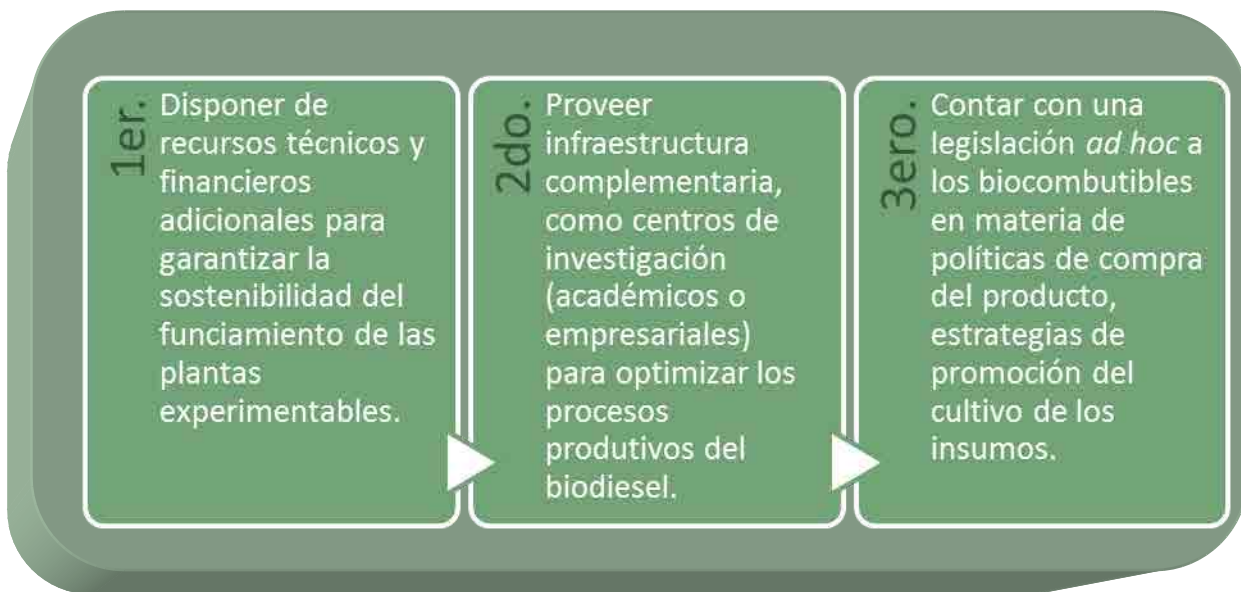 1er.
Disponer de
recursos técnicos y
financieros
adicionales para
garantizar la
sostenibilidad del
funciamiento de las
plantas
experimentables.
2do.
Proveer
infraestructura
complementaria,
como centros de
investigación
(académicos o
empresariales)
para optimizar los
procesos
produtivos del
biodiesel.
3ero.
Contar con una
legislación ad hoc a
los biocombutibles
en materia de
políticas de compra
del producto,
estrategias de
promoción del
cultivo de los
insumos.